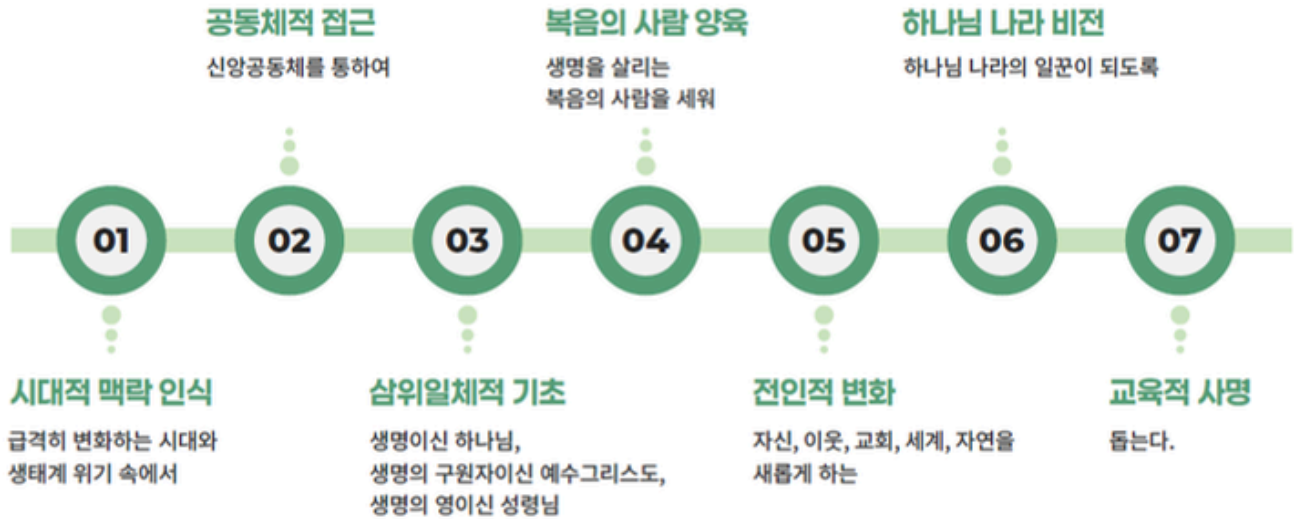 01
시대적 맥락 인식
급격히 변화하는 시대와
생태계 위기 속에서
02
공동체적 접근
신앙공동체를 통하여
03
삼위일체적 기초
생명이신 하나님,
생명의 구원자이신 예수그리스도,
생명의 영이신 성령님
04
복음의 사람 양육
생명을 살리는
복음의 사람을 세워
05
전인적 변화
자신, 이웃, 교회, 세계, 자연을
새롭게 하는
06
하나님 나라 비전
하나님 나라의 일꾼이 되도록
07
교육적 사명
돕는다.